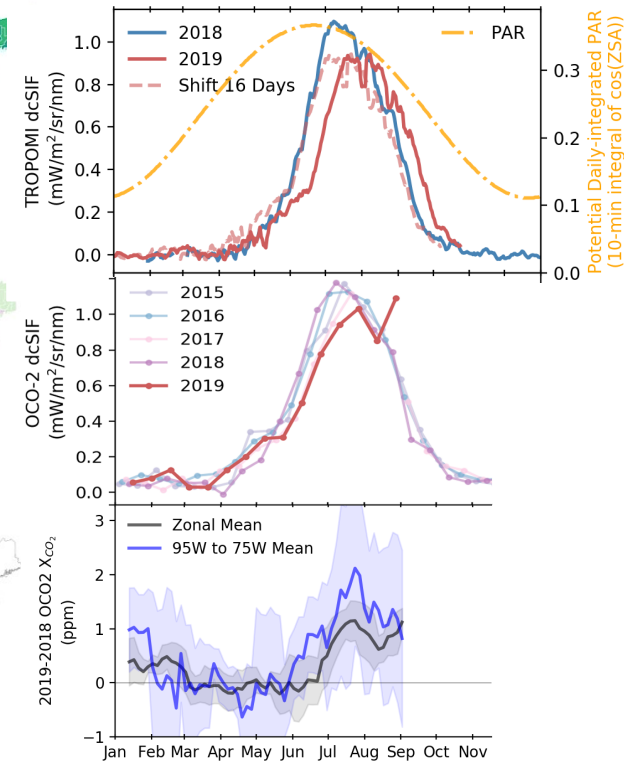 2018
2019
Shift 16 Days
PAR
1.0
0.8
0.6
0.4
0.2
0.0
TROPOMI dcSIF
(mW/m²/sr/nm)
0.3
0.2
0.1
0.0
Potential Daily-integrated PAR
(10-min integral of cos(ZSA))
2015
2016
2017
2018
2019
1.0
0.8
0.6
0.4
0.2
0.0
OCO-2 dcSIF
(mW/m²/sr/nm)
Zonal Mean
95W to 75W Mean
3
2
1
0
−1
2019-2018 OCO2 X_{CO₂}
(ppm)
Jan Feb Mar Apr May Jun Jul Aug Sep Oct Nov